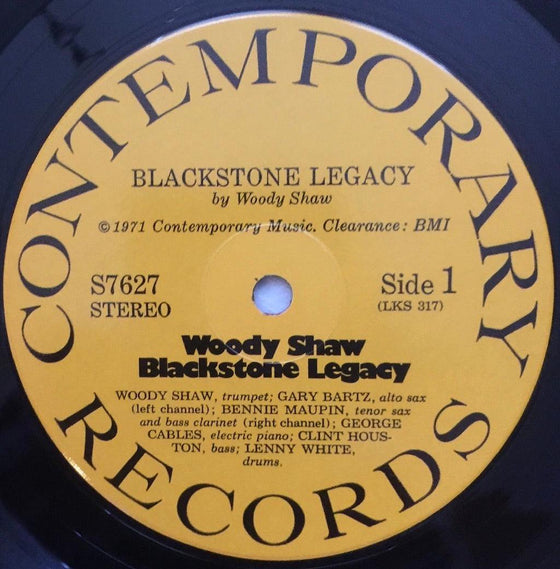 CONTEMPORARY
BLACKSTONE LEGACY
by Woody Shaw
©1971 Contemporary Music. Clearance: BMI
S7627
STEREO
Side 1
(LKS 317)
Woody Shaw
Blackstone Legacy
WOODY SHAW, trumpet; GARY BARTZ, alto sax
(left channel); BENNIE MAUPIN, tenor sax
and bass clarinet (right channel); GEORGE
CABLES, electric piano; CLINT HOUS-
TON, bass; LENNY WHITE,
drums.
RECORDS